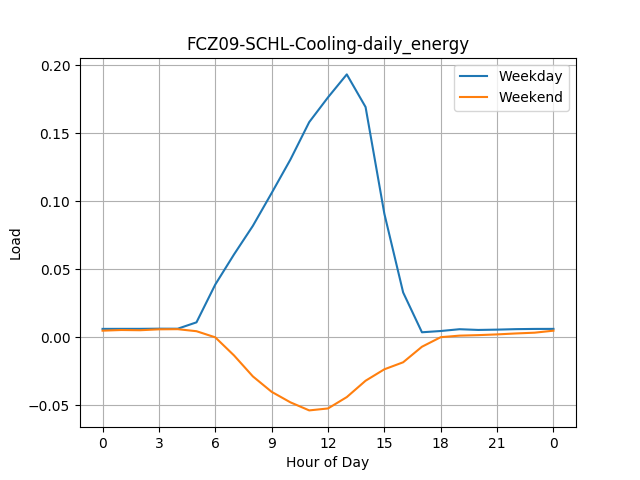 FCZ09-SCHL-Cooling-daily_energy
Weekday
Weekend
0.20
0.15
0.10
0.05
0.00
−0.05
Load
0 3 6 9 12 15 18 21 0
Hour of Day